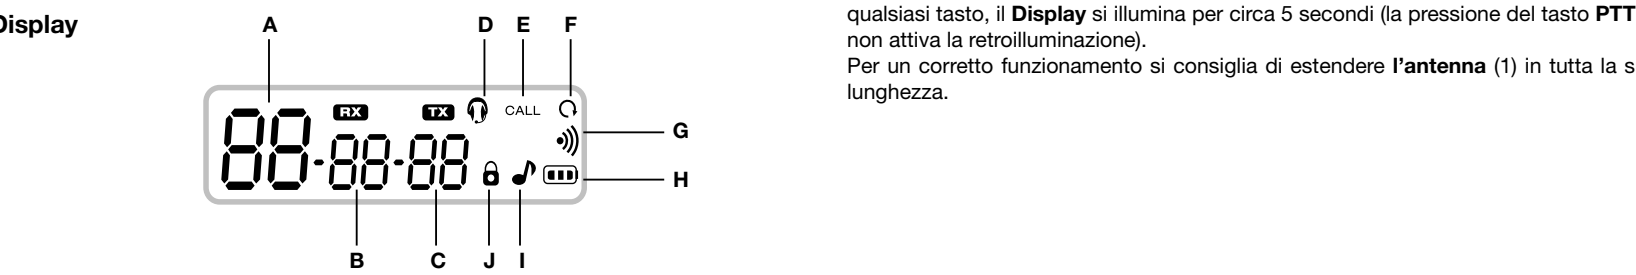 Display
A D E F
RX TX CALL
88-88-88
G
H
B C J I
qualsiasi tasto, il Display si illumina per circa 5 secondi (la pressione del tasto PTT
non attiva la retroilluminazione).
Per un corretto funzionamento si consiglia di estendere l'antenna (1) in tutta la s
lunghezza.